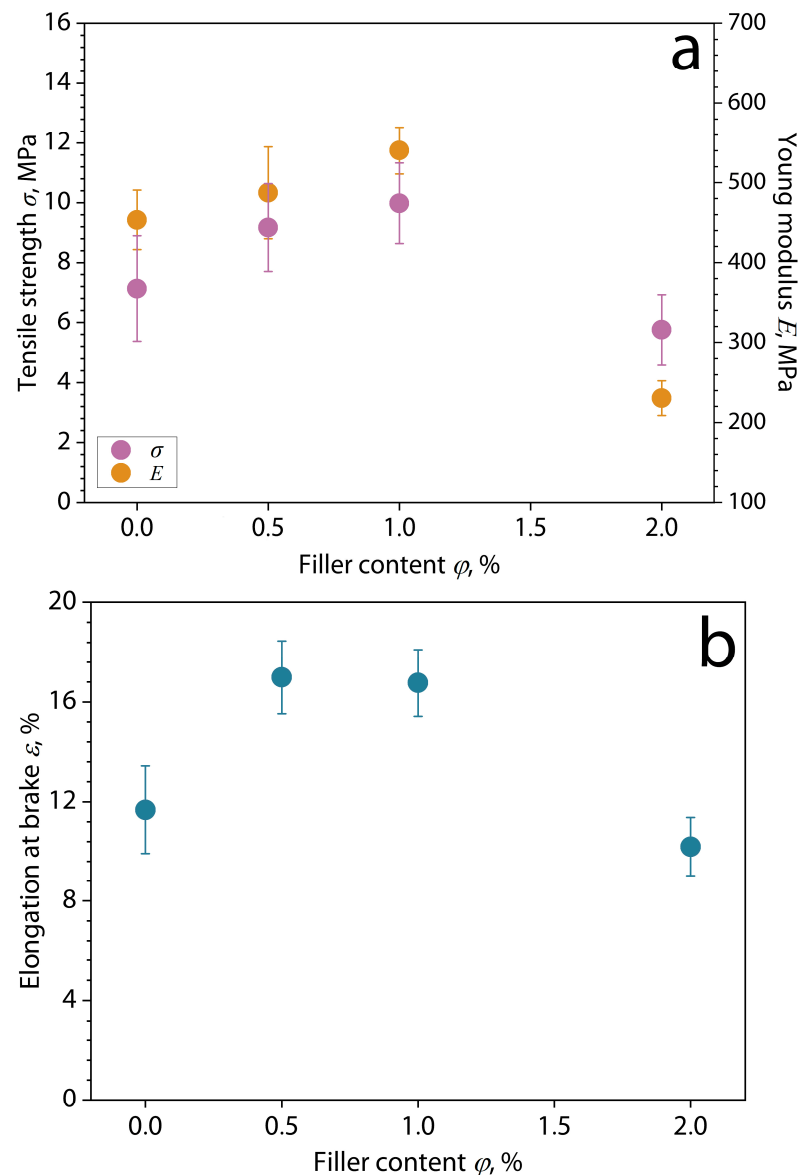 a
Tensile strength σ, MPa
16
14
12
10
8
6
4
2
0
700
600
500
400
300
200
100
Young modulus E, MPa
σ
E
0.0 0.5 1.0 1.5 2.0
Filler content φ, %
b
Elongation at brake ε, %
20
16
12
8
4
0
0.0 0.5 1.0 1.5 2.0
Filler content φ, %